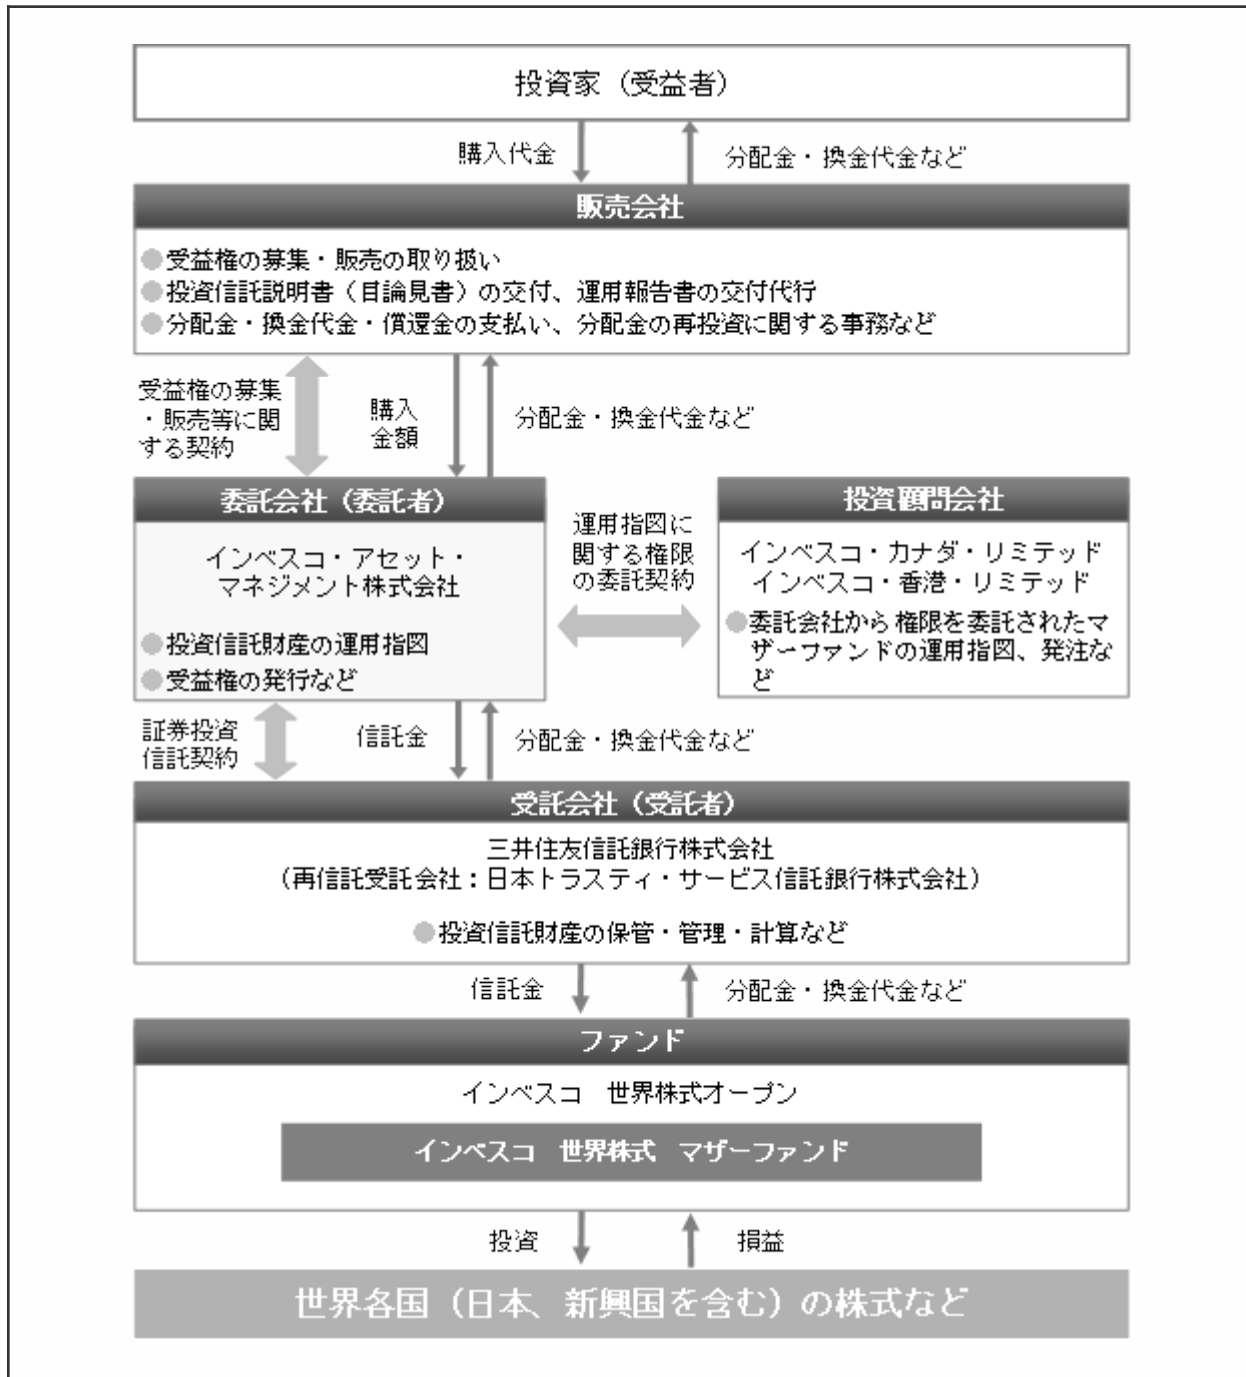 投資家（受益者）
購入代金
分配金・換金代金など
販売会社
●受益権の募集・販売の取り扱い
●投資信託説明書（目論見書）の交付、運用報告書の交付代行
●分配金・換金代金・償還金の支払い、分配金の再投資に関する事務など
受益権の募集
・販売等に関
する契約
購入
金額
分配金・換金代金など
委託会社（委託者）
インベスコ・アセット・
マネジメント株式会社
●投資信託財産の運用指図
●受益権の発行など
運用指図に
関する権限
の委託契約
投資顧問会社
インベスコ・カナダ・リミテッド
インベスコ・香港・リミテッド
●委託会社から権限を委託されたマ
ザーファンドの運用指図、発注な
ど
証券投資
信託契約
信託金
分配金・換金代金など
受託会社（受託者）
三井住友信託銀行株式会社
（再信託受託会社：日本トラスティ・サービス信託銀行株式会社）
●投資信託財産の保管・管理・計算など
信託金
分配金・換金代金など
ファンド
インベスコ　世界株式オープン
インベスコ　世界株式　マザーファンド
投資
損益
世界各国（日本、新興国を含む）の株式など